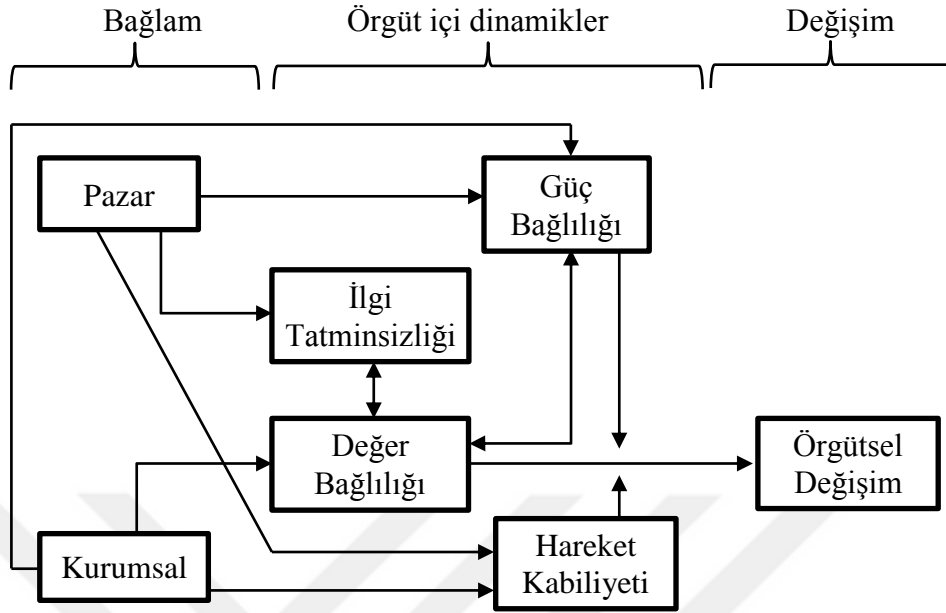 Bağlam
Örgüt içi dinamikler
Değişim
Pazar
Güç
Bağlılığı
İlgi
Tatminsizliği
Değer
Bağlılığı
Örgütsel
Değişim
Kurumsal
Hareket
Kabiliyeti